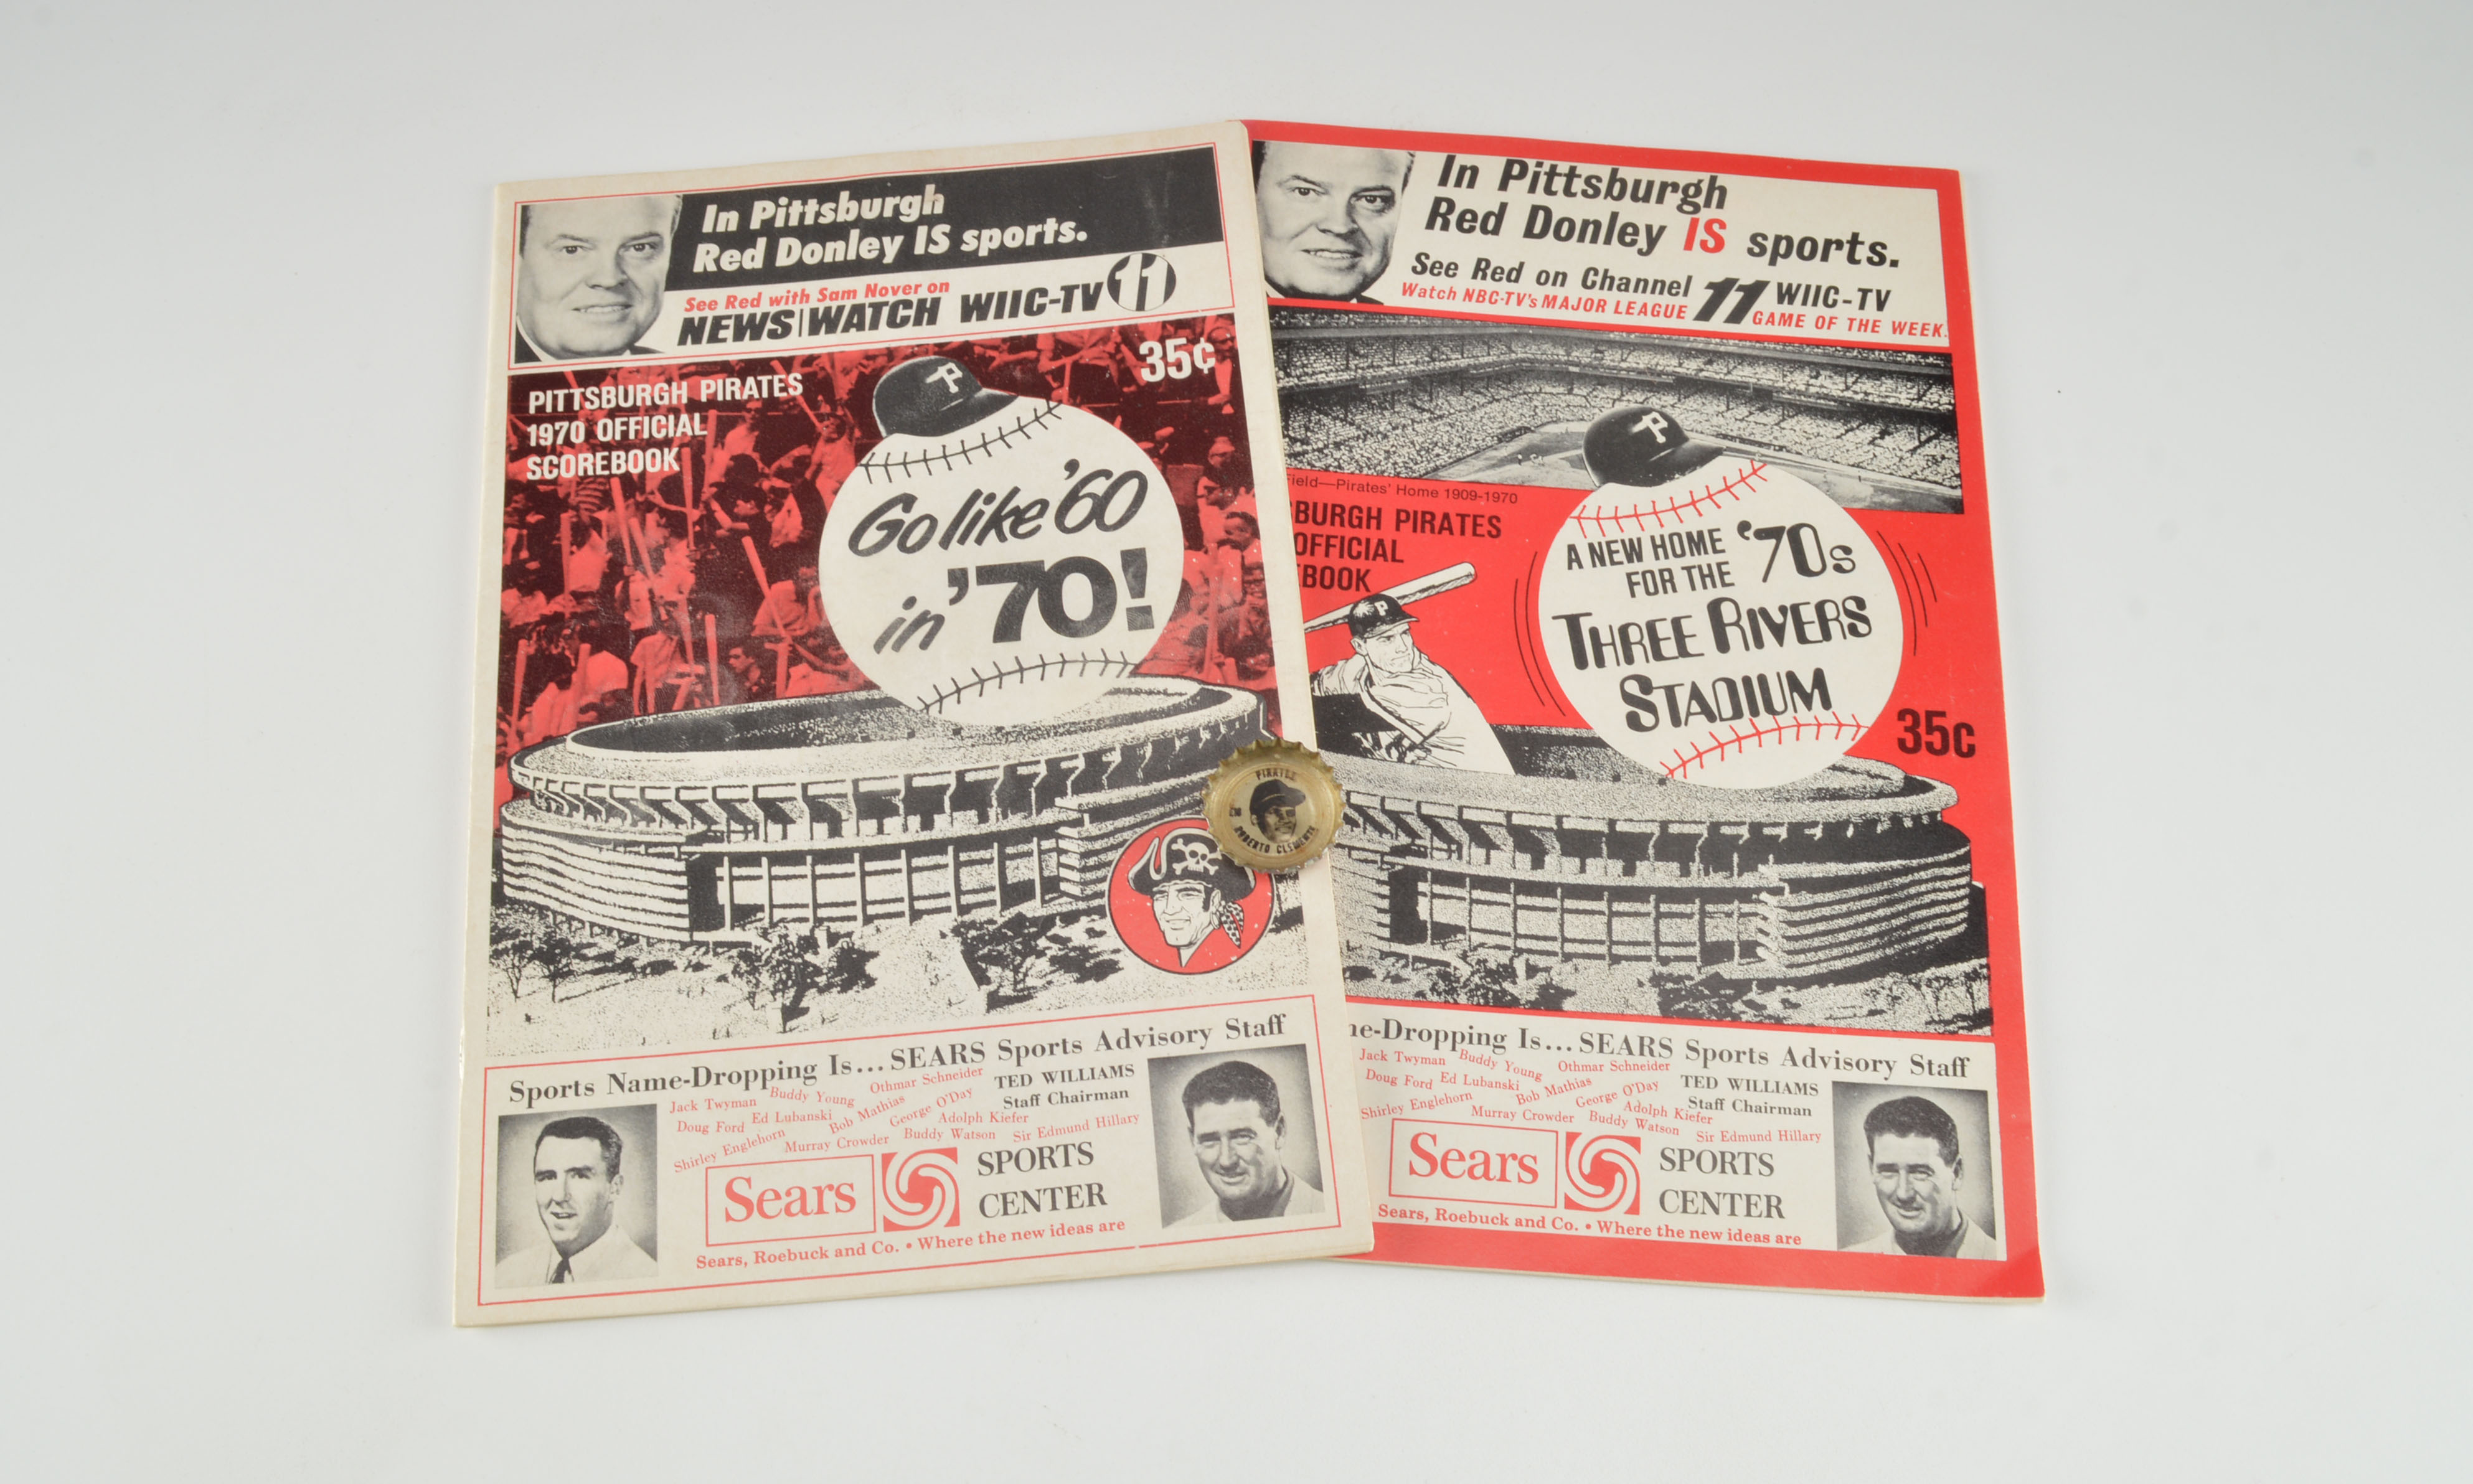 In Pittsburgh
Red Donley IS sports.
See Red with Sam Nover on
NEWS|WATCH WIIC-TV 11
35¢
PITTSBURGH PIRATES
1970 OFFICIAL
SCOREBOOK
P
Go like '60
in '70!
Sports Name-Dropping Is... SEARS Sports Advisory Staff
Jack Twyman Buddy Young Othmar Schneider
Doug Ford Ed Lubanski Bob Mathias George O'Day
Shirley Englehorn Murray Crowder Buddy Watson Adolph Kiefer Sir Edmund Hillary
TED WILLIAMS
Staff Chairman
Sears
SPORTS
CENTER
Sears, Roebuck and Co. • Where the new ideas are
PIRATES
ROBERTO CLEMENTE
In Pittsburgh
Red Donley IS sports.
See Red on Channel 11 WIIC-TV
Watch NBC-TV's MAJOR LEAGUE GAME OF THE WEEK.
ield—Pirates' Home 1909-1970
BURGH PIRATES
OFFICIAL
BOOK
P
P
A NEW HOME
FOR THE '70s
THREE RIVERS
STADIUM
35c
me-Dropping Is... SEARS Sports Advisory Staff
Jack Twyman Buddy Young Othmar Schneider
Doug Ford Ed Lubanski Bob Mathias George O'Day
Shirley Englehorn Murray Crowder Buddy Watson Adolph Kiefer Sir Edmund Hillary
TED WILLIAMS
Staff Chairman
Sears
SPORTS
CENTER
Sears, Roebuck and Co. • Where the new ideas are